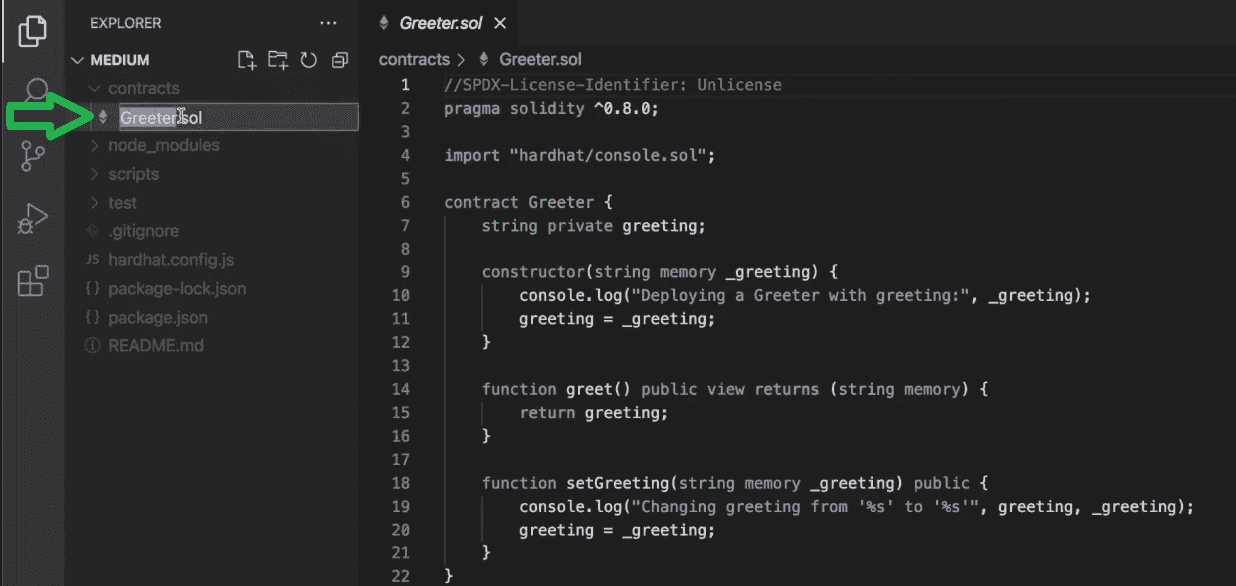 EXPLORER
MEDIUM
contracts
Greeter.sol
node_modules
scripts
test
.gitignore
JS hardhat.config.js
{} package-lock.json
{} package.json
README.md
Greeter.sol
contracts > Greeter.sol
1 //SPDX-License-Identifier: Unlicense
2 pragma solidity ^0.8.0;
3
4 import "hardhat/console.sol";
5
6 contract Greeter {
7 string private greeting;
8
9 constructor(string memory _greeting) {
10 console.log("Deploying a Greeter with greeting:", _greeting);
11 greeting = _greeting;
12 }
13
14 function greet() public view returns (string memory) {
15 return greeting;
16 }
17
18 function setGreeting(string memory _greeting) public {
19 console.log("Changing greeting from '%s' to '%s'", greeting, _greeting);
20 greeting = _greeting;
21 }
22 }